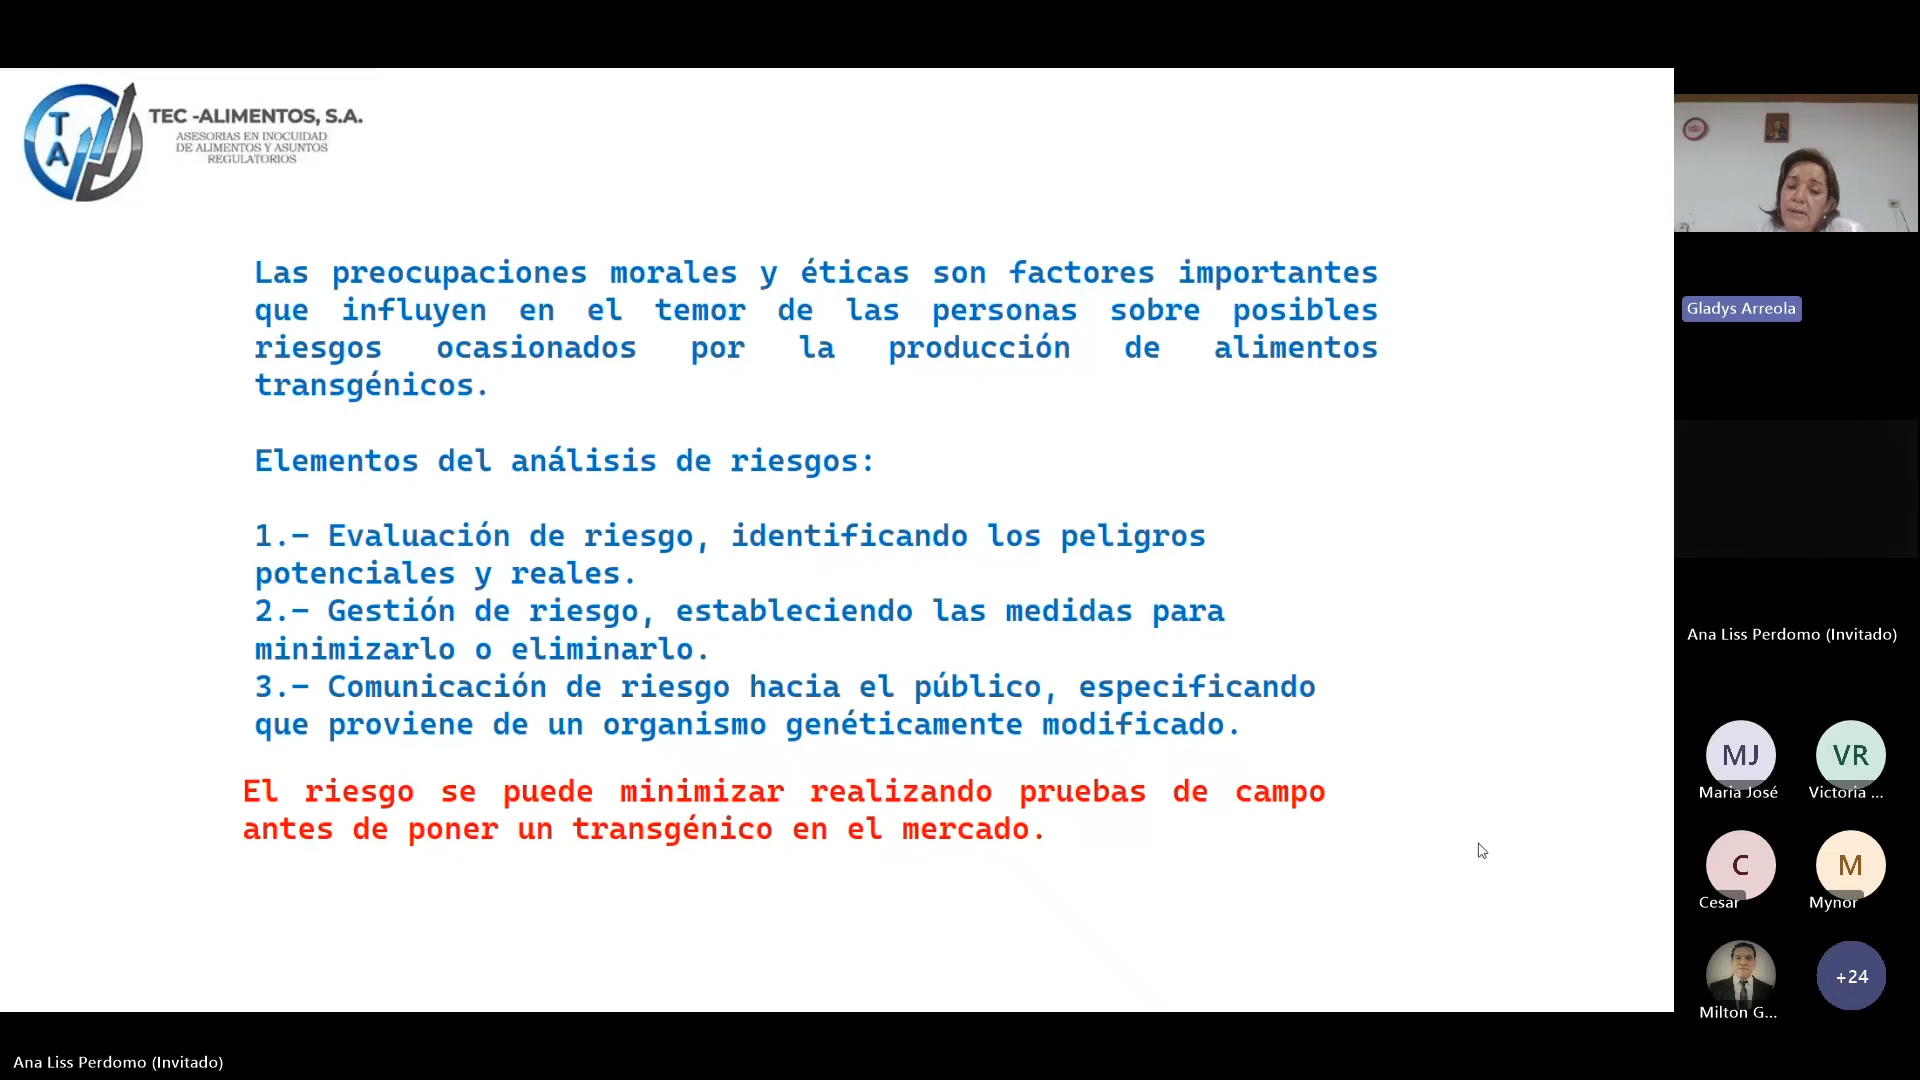 TA
TEC -ALIMENTOS, S.A.
ASESORIAS EN INOCUIDAD
DE ALIMENTOS Y ASUNTOS
REGULATORIOS
Las preocupaciones morales y éticas son factores importantes
que influyen en el temor de las personas sobre posibles
riesgos ocasionados por la producción de alimentos
transgénicos.
Elementos del análisis de riesgos:
1.- Evaluación de riesgo, identificando los peligros
potenciales y reales.
2.- Gestión de riesgo, estableciendo las medidas para
minimizarlo o eliminarlo.
3.- Comunicación de riesgo hacia el público, especificando
que proviene de un organismo genéticamente modificado.
El riesgo se puede minimizar realizando pruebas de campo
antes de poner un transgénico en el mercado.
Gladys Arreola
Ana Liss Perdomo (Invitado)
MJ VR
Maria José Victoria ...
C M
Cesar Mynor
+24
Milton G...
Ana Liss Perdomo (Invitado)